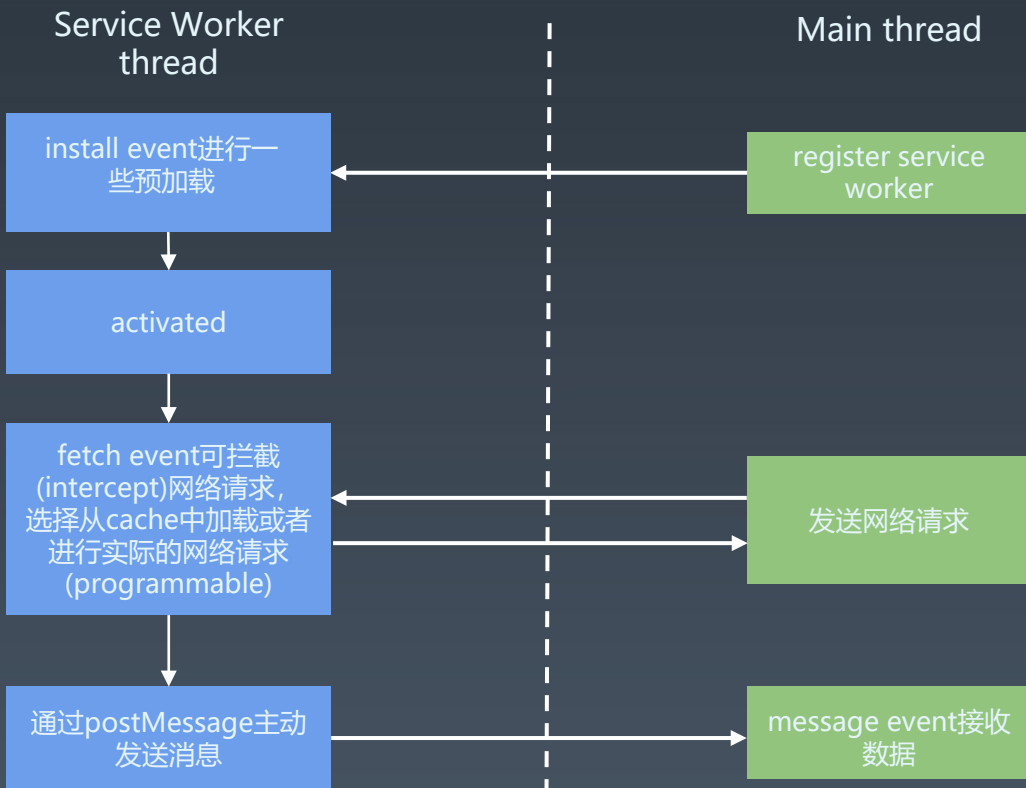 Service Worker
thread
Main thread
install event进行一
些预加载
register service
worker
activated
fetch event可拦截
(intercept)网络请求，
选择从cache中加载或者
进行实际的网络请求
(programmable)
发送网络请求
通过postMessage主动
发送消息
message event接收
数据